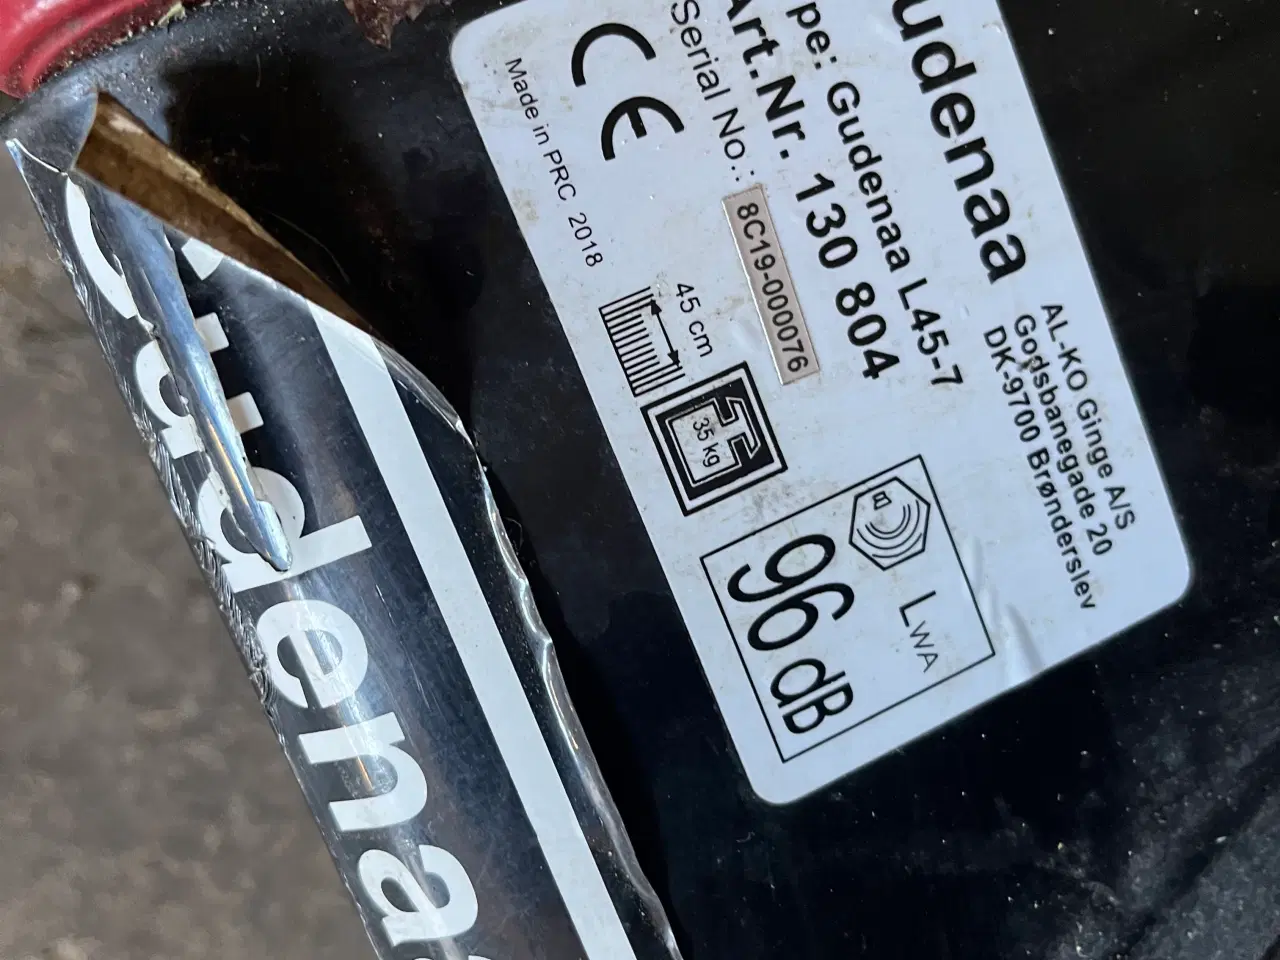 udenaa
AL-KO Ginge A/S
Godsbanegade 20
DK-9700 Brønderslev
pe: Gudenaa L45-7
Art.Nr. 130 804
Serial No.: 8C19-000076
CE
Made in PRC 2018
45 cm
35 kg
LWA
96 dB
Gudena